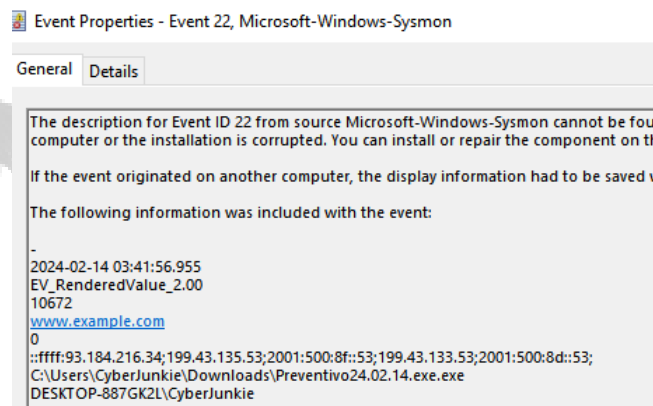 Event Properties - Event 22, Microsoft-Windows-Sysmon
General Details
The description for Event ID 22 from source Microsoft-Windows-Sysmon cannot be
computer or the installation is corrupted. You can install or repair the component on
If the event originated on another computer, the display information had to be saved
The following information was included with the event:
-
2024-02-14 03:41:56.955
EV_RenderedValue_2.00
10672
www.example.com
0
::ffff:93.184.216.34;199.43.135.53;2001:500:8f::53;199.43.133.53;2001:500:8d::53;
C:\Users\CyberJunkie\Downloads\Preventivo24.02.14.exe.exe
DESKTOP-887GK2L\CyberJunkie